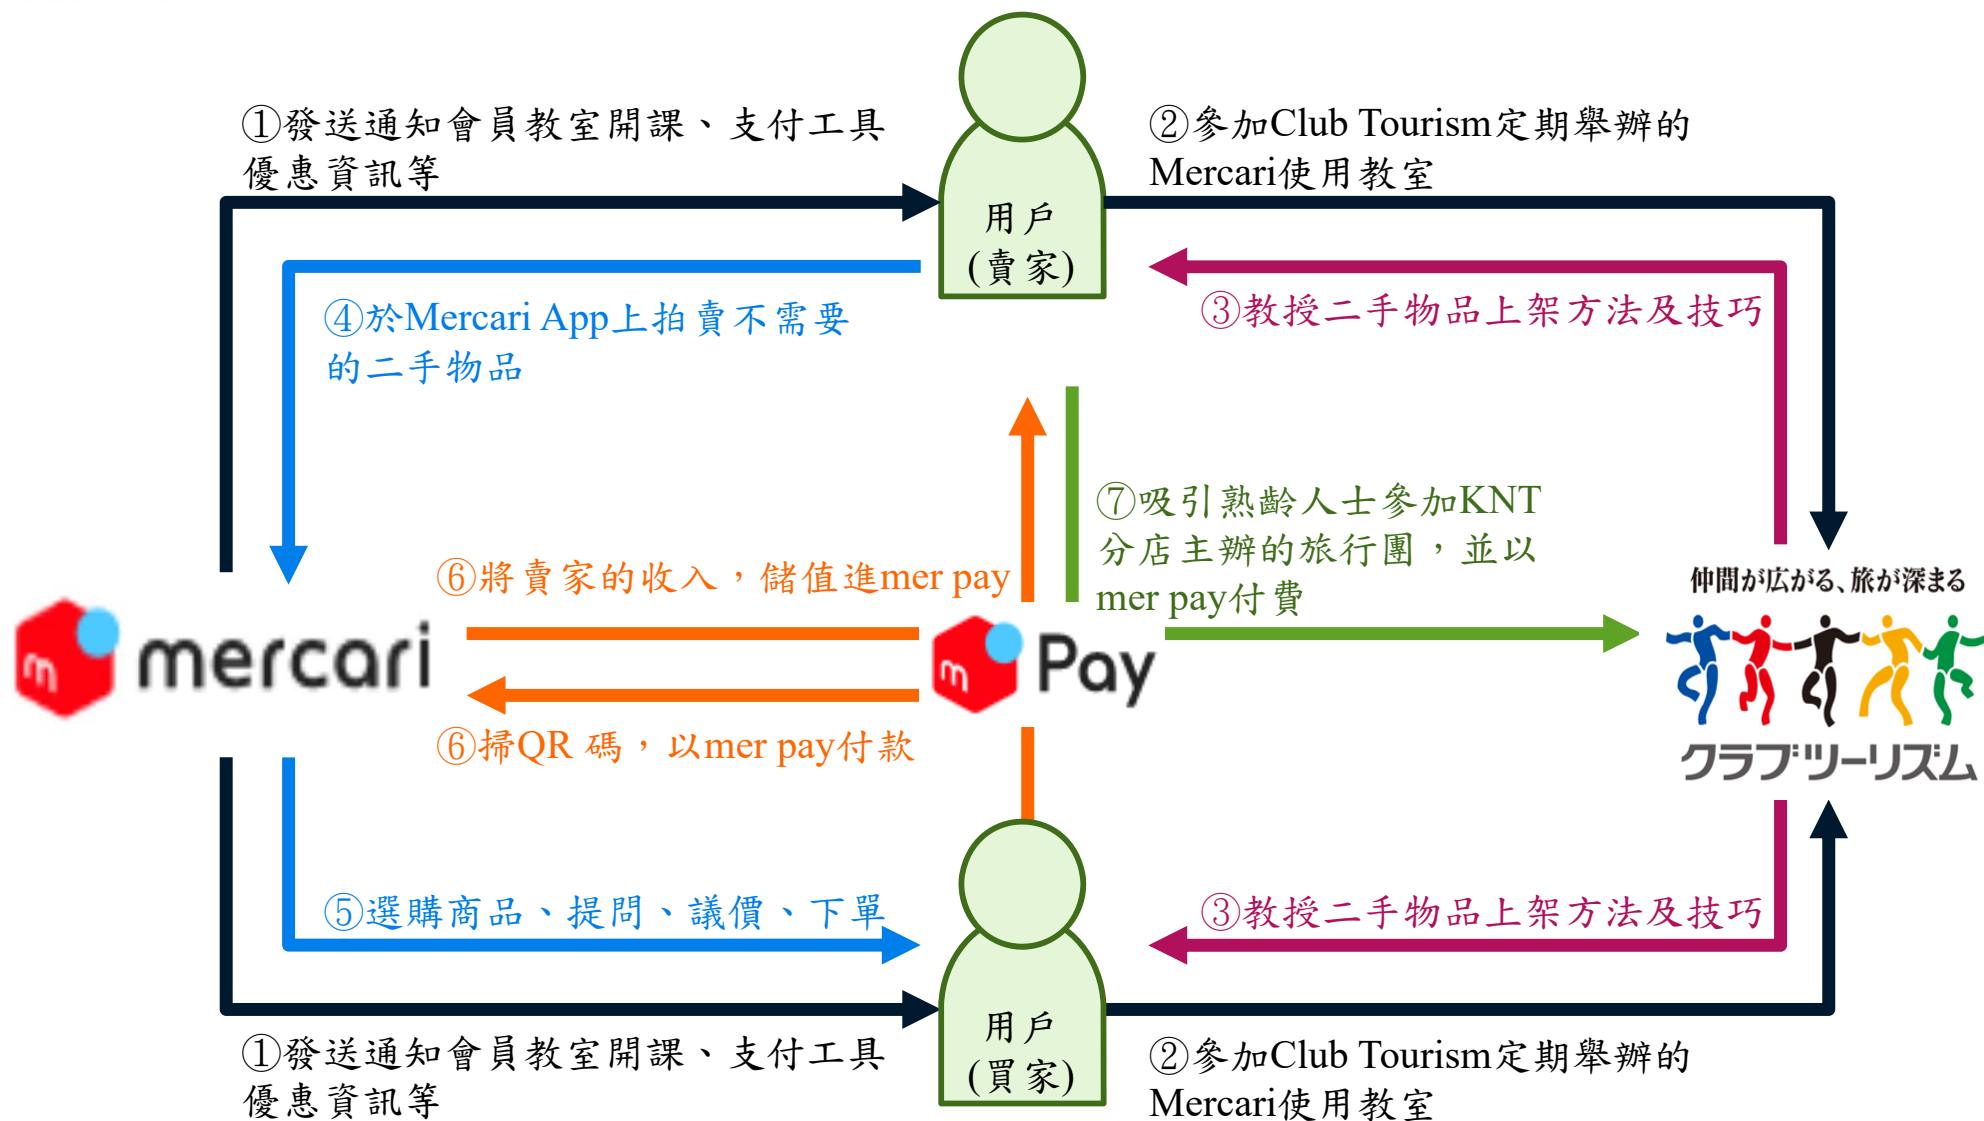 ①發送通知會員教室開課、支付工具
優惠資訊等
②參加Club Tourism定期舉辦的
Mercari使用教室
用戶
(賣家)
④於Mercari App上拍賣不需要
的二手物品
③教授二手物品上架方法及技巧
⑥將賣家的收入，儲值進mer pay
⑦吸引熟齡人士參加KNT
分店主辦的旅行團，並以
mer pay付費
仲間が広がる、旅が深まる
m mercari
m Pay
クラブツーリズム
⑥掃QR 碼，以mer pay付款
⑤選購商品、提問、議價、下單
③教授二手物品上架方法及技巧
用戶
(買家)
①發送通知會員教室開課、支付工具
優惠資訊等
②參加Club Tourism定期舉辦的
Mercari使用教室